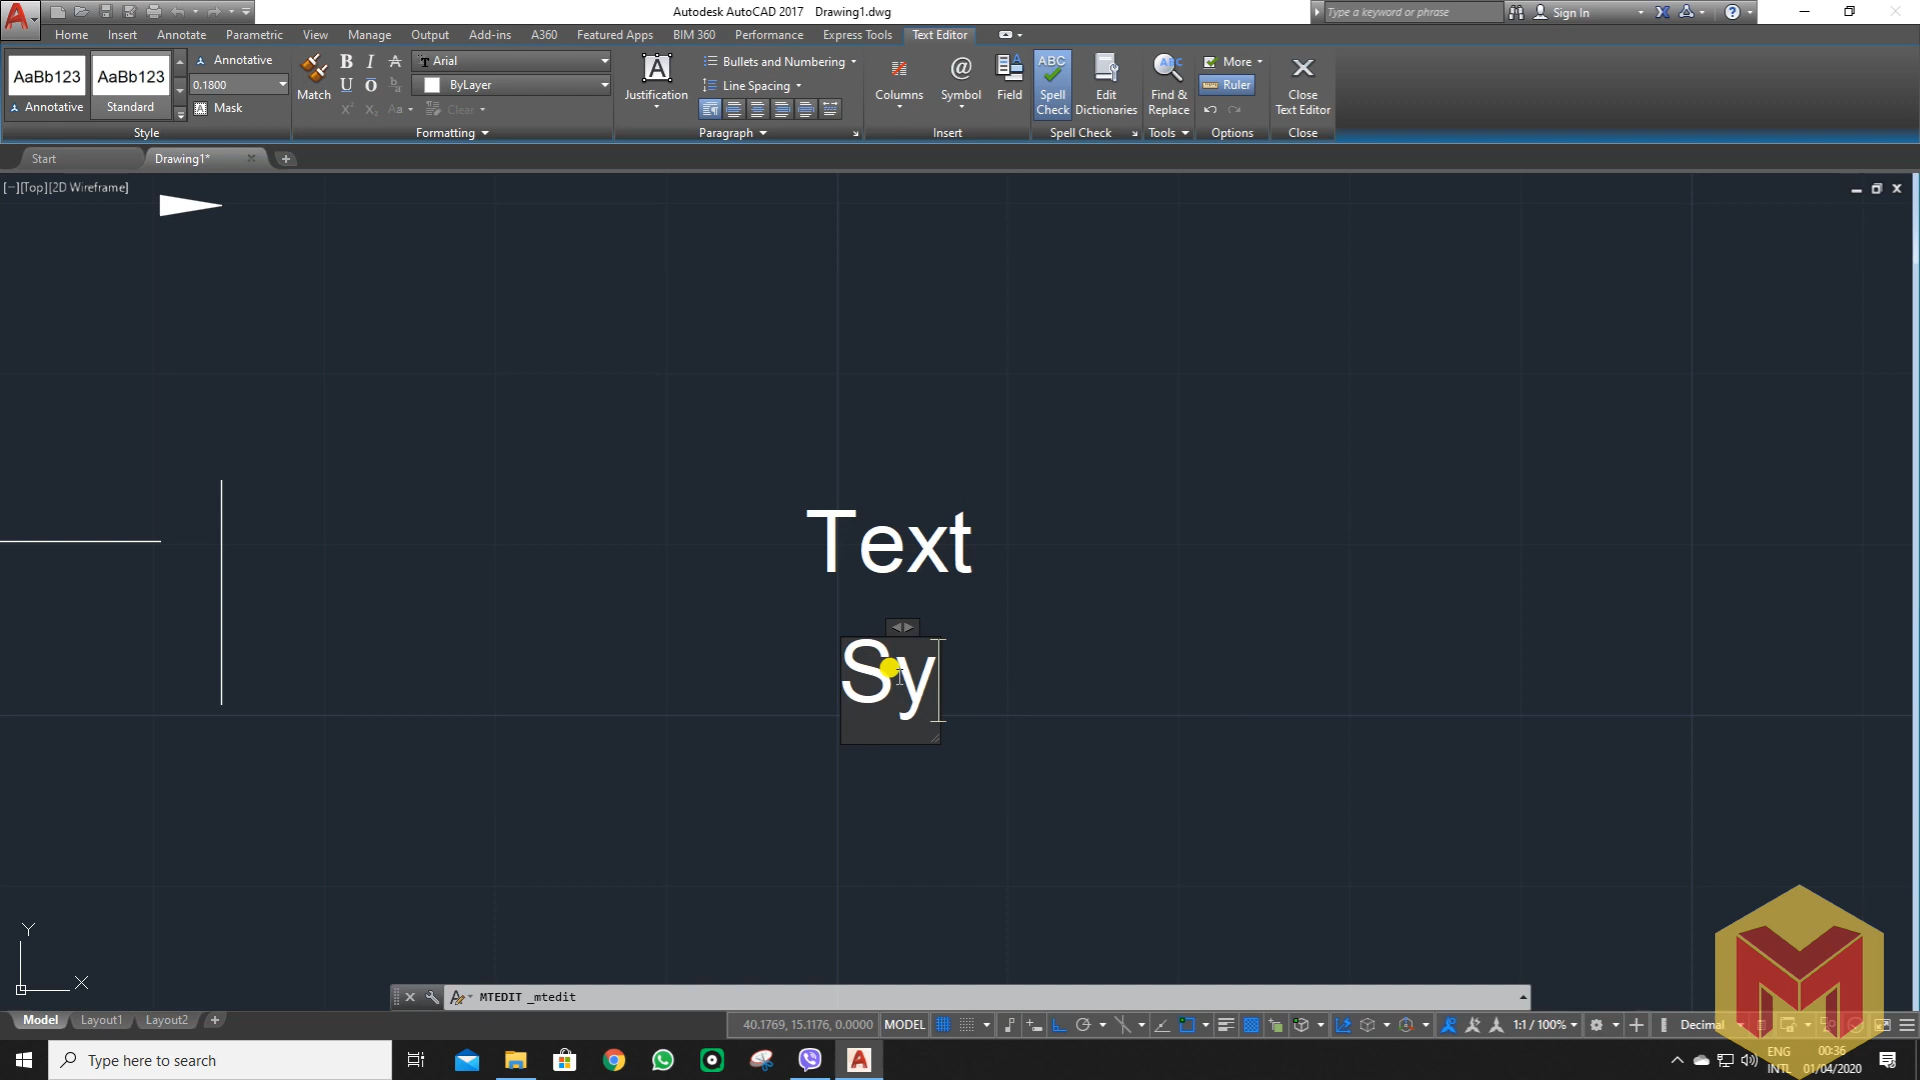 Autodesk AutoCAD 2017 Drawing1.dwg
Type a keyword or phrase
Sign In
Home Insert Annotate Parametric View Manage Output Add-ins A360 Featured Apps BIM 360 Performance Express Tools Text Editor
AaBb123 AaBb123
Annotative Standard
Annotative
0.1800
Mask
Style
Match
B I A
U O
Arial
ByLayer
Aa Clear
Formatting
Justification
Bullets and Numbering
Line Spacing
Paragraph
Columns
Symbol
Field
Insert
ABC
Spell Check
Edit Dictionaries
Spell Check
Find & Replace
Tools
More
Ruler
Options
Close Text Editor
Close
Start Drawing1*
[−][Top][2D Wireframe]
Text
Sy
Y
X
MTEDIT _mtedit
Model Layout1 Layout2
40.1769, 15.1176, 0.0000 MODEL
1:1 / 100%
Decimal
Type here to search
ENG
INTL
00:36
01/04/2020